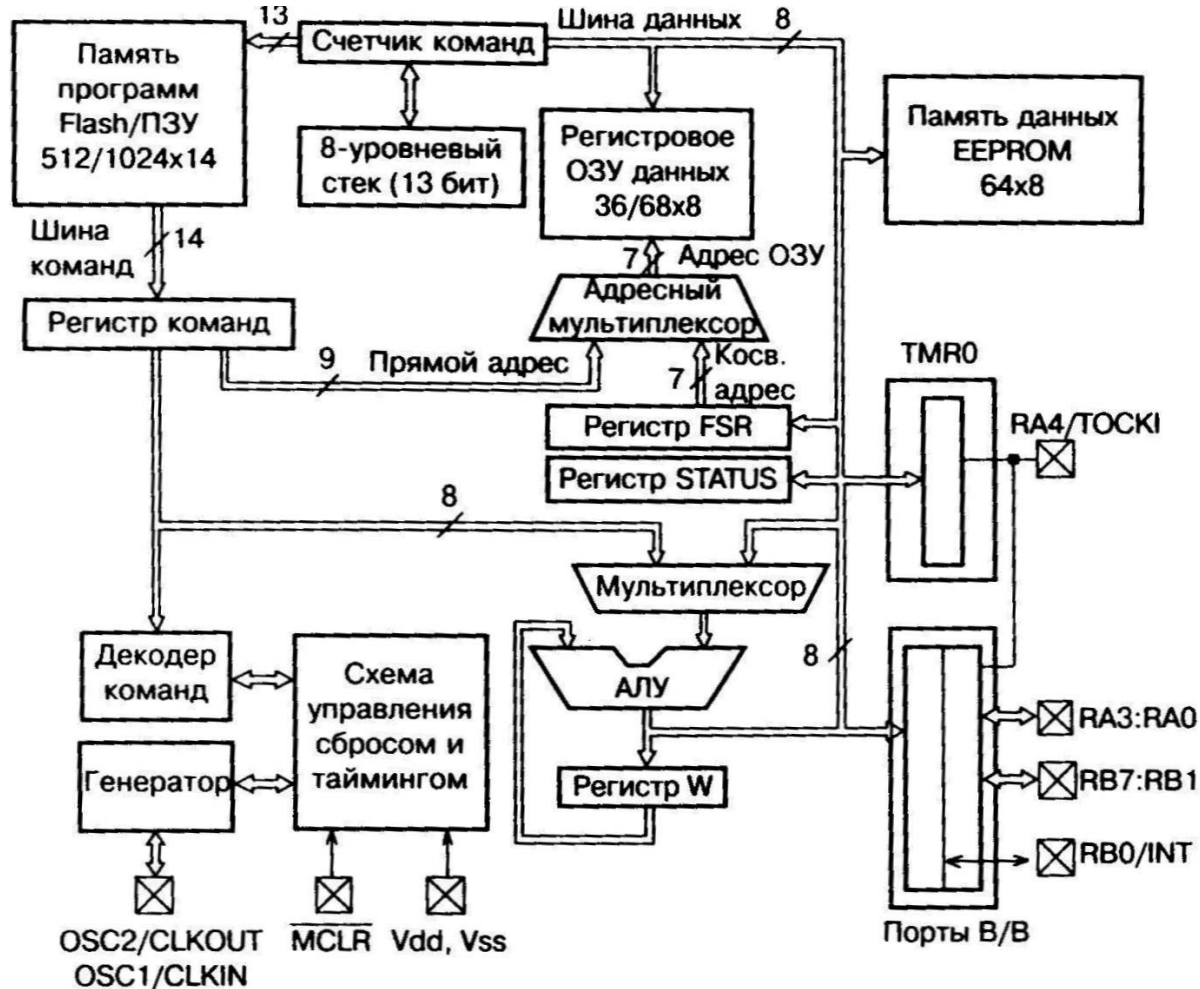 13
Шина данных
8
Счетчик команд
Память
программ
Flash/ПЗУ
512/1024x14
8-уровневый
стек (13 бит)
Регистровое
ОЗУ данных
36/68x8
Память данных
EEPROM
64x8
Шина
команд
14
7
Адрес ОЗУ
Адресный
мультиплексор
Регистр команд
9
Прямой адрес
7
Косв.
адрес
TMR0
Регистр FSR
RA4/TOCKI
Регистр STATUS
8
Мультиплексор
Декодер
команд
Схема
управления
сбросом и
таймингом
АЛУ
8
RA3:RA0
Генератор
Регистр W
RB7:RB1
RB0/INT
Порты В/В
OSC2/CLKOUT
OSC1/CLKIN
MCLR
Vdd, Vss